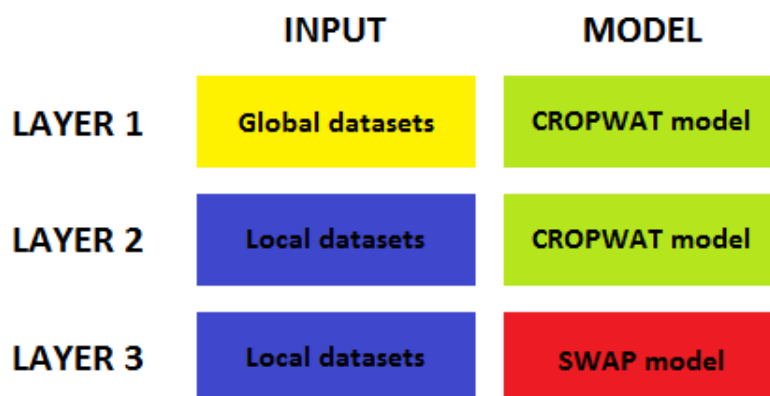 INPUT MODEL
LAYER 1 Global datasets CROPWAT model
LAYER 2 Local datasets CROPWAT model
LAYER 3 Local datasets SWAP model